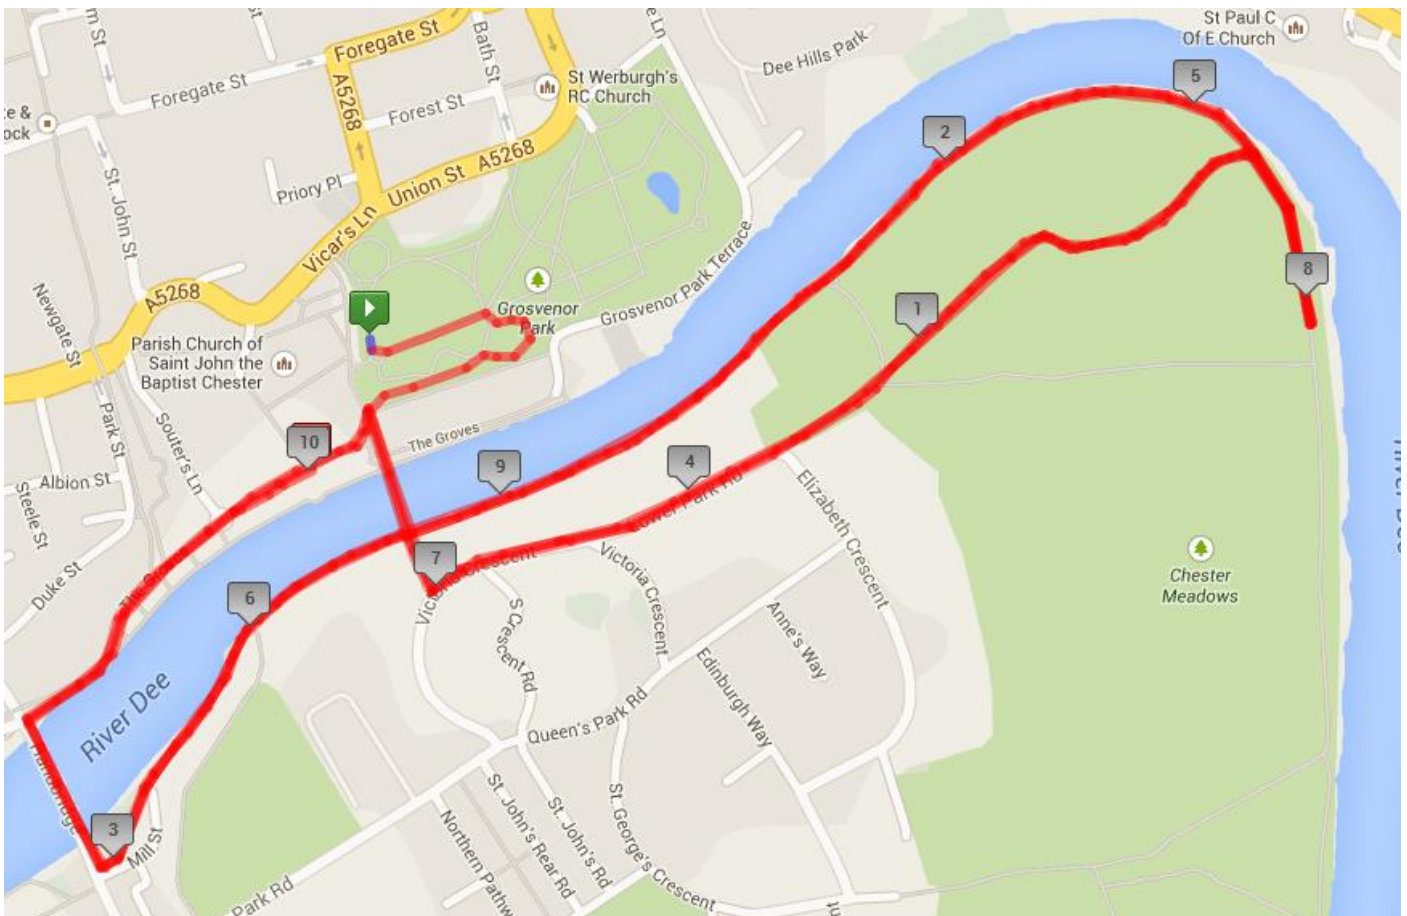 Foregate St
Foregate St
A5268
Bath St
St Werburgh's
RC Church
Forest St
Dee Hills Park
St Paul C
Of E Church
Priory Pl
Union St
A5268
Vicar's Ln
St. John St
A5268
Newgate St
Parish Church of
Saint John the
Baptist Chester
Grosvenor
Park
Grosvenor Park Terrace
Park St
Souter's Ln
Albion St
Steele St
Duke St
The Groves
The Groves
10
9
4
1
2
5
8
7
6
3
Lower Park Rd
Elizabeth Crescent
Victoria Crescent
Victoria Crescent
S Crescent Rd
Anne's Way
Edinburgh Way
Queen's Park Rd
Chester
Meadows
River Dee
River Dee
Handbridge
Mill St
St. John's Rear Rd
St. John's Rd
St. George's Crescent
Northern Pathw
Park Rd